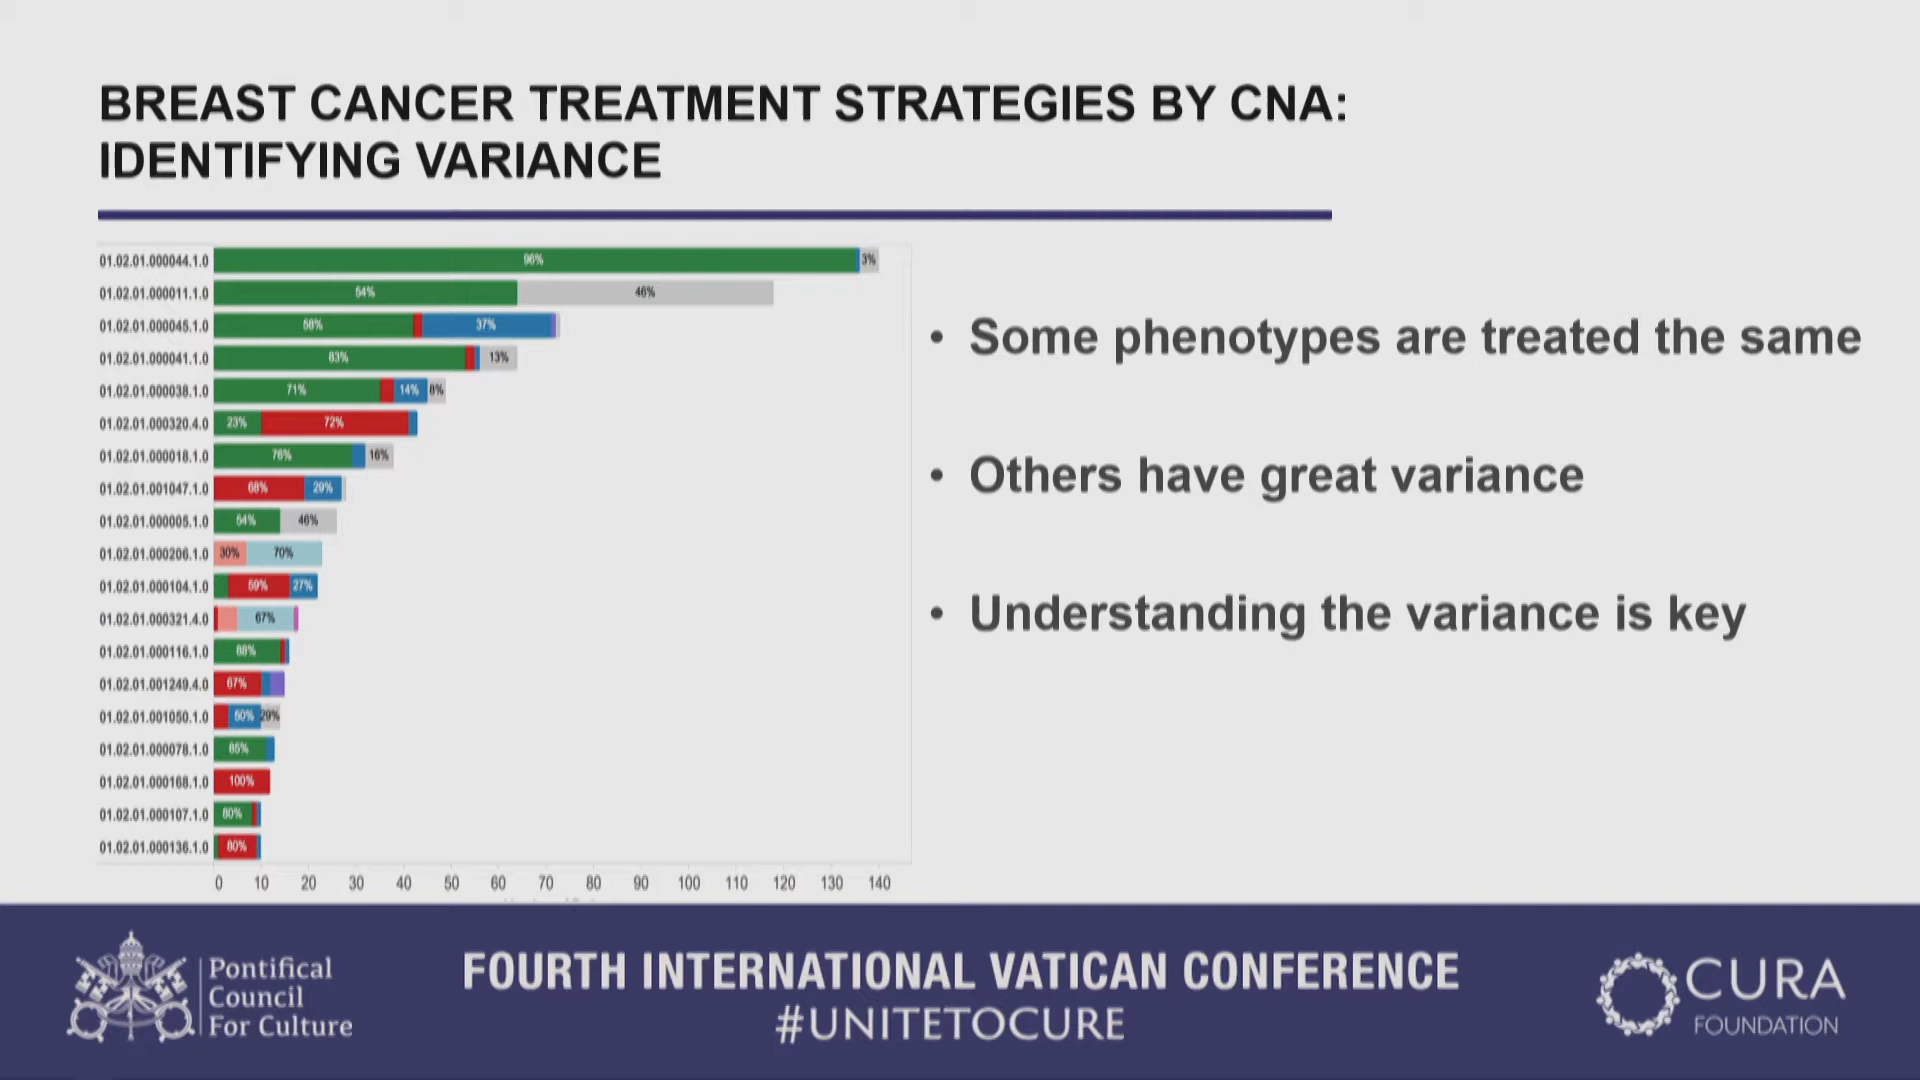 BREAST CANCER TREATMENT STRATEGIES BY CNA:
IDENTIFYING VARIANCE
01.02.01.000044.1.0 96% 3%
01.02.01.000011.1.0 54% 46%
01.02.01.000045.1.0 58% 37%
01.02.01.000041.1.0 83% 13%
01.02.01.000038.1.0 71% 14% 8%
01.02.01.000320.4.0 23% 72%
01.02.01.000018.1.0 76% 16%
01.02.01.001047.1.0 68% 29%
01.02.01.000005.1.0 54% 46%
01.02.01.000206.1.0 30% 70%
01.02.01.000104.1.0 59% 27%
01.02.01.000321.4.0 67%
01.02.01.000116.1.0 88%
01.02.01.001249.4.0 67%
01.02.01.001050.1.0 50% 29%
01.02.01.000078.1.0 85%
01.02.01.000168.1.0 100%
01.02.01.000107.1.0 80%
01.02.01.000136.1.0 80%
0 10 20 30 40 50 60 70 80 90 100 110 120 130 140
• Some phenotypes are treated the same
• Others have great variance
• Understanding the variance is key
Pontifical
Council
For Culture
FOURTH INTERNATIONAL VATICAN CONFERENCE
#UNITETOCURE
CURA
FOUNDATION